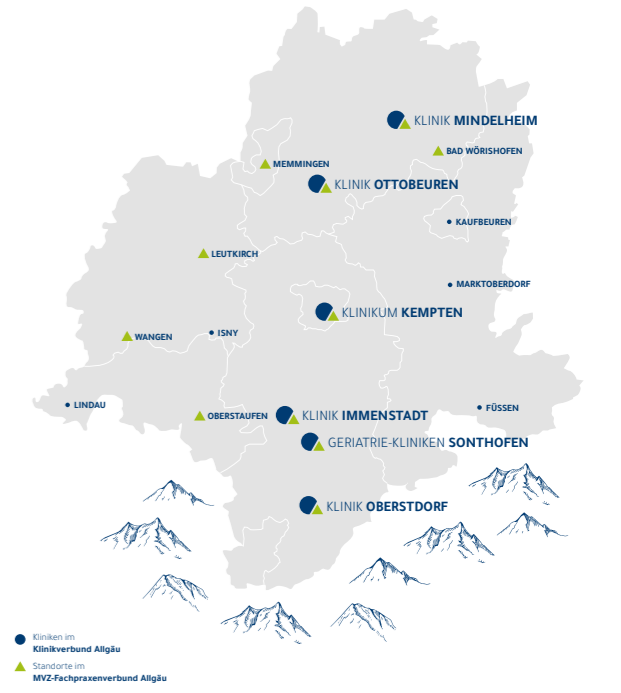 KLINIK MINDELHEIM
BAD WÖRISHOFEN
MEMMINGEN
KLINIK OTTOBEUREN
KAUFBEUREN
LEUTKIRCH
MARKTOBERDORF
KLINIKUM KEMPTEN
ISNY
WANGEN
LINDAU
FÜSSEN
OBERSTAUFEN
KLINIK IMMENSTADT
GERIATRIE-KLINIKEN SONTHOFEN
KLINIK OBERSTDORF
Kliniken im
Klinikverbund Allgäu
Standorte im
MVZ-Fachpraxenverbund Allgäu